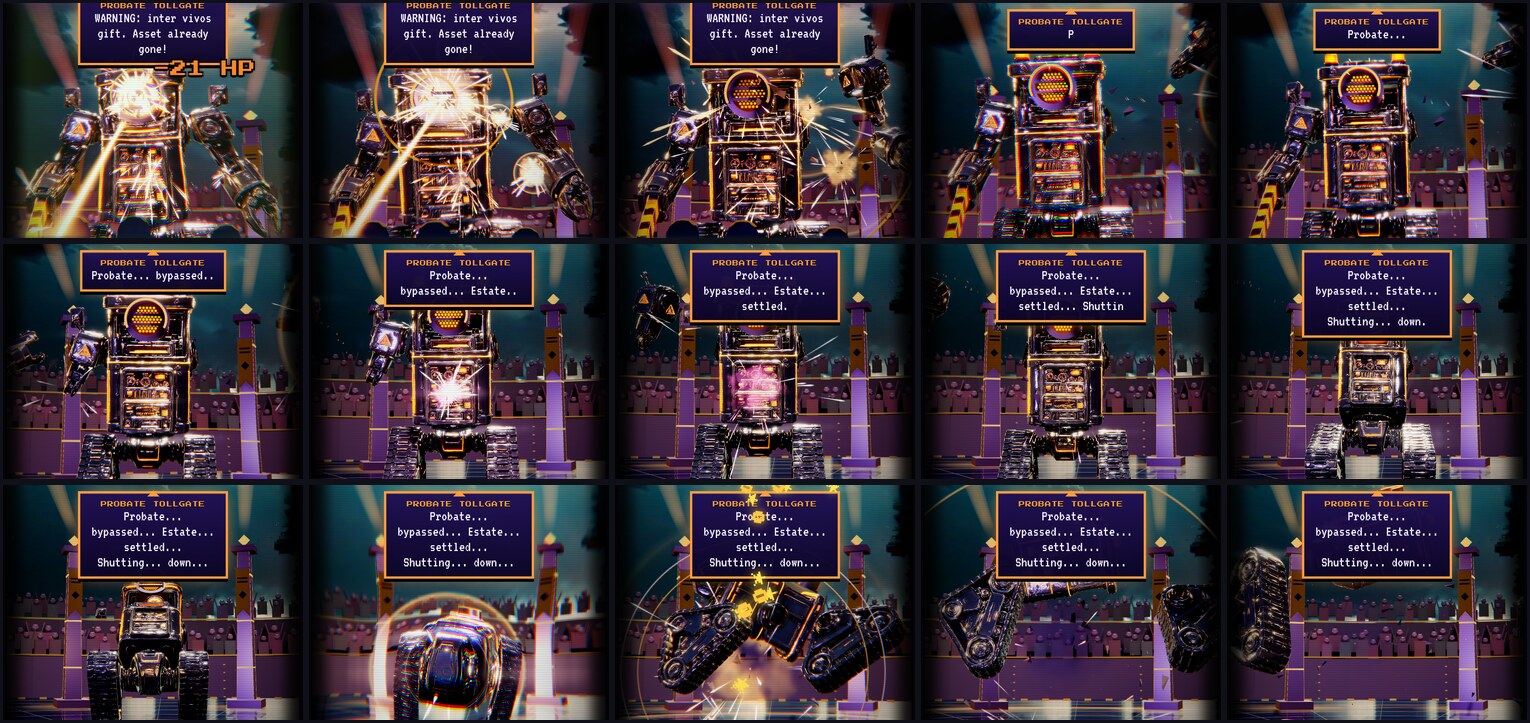 PROBATE TOLLGATE
WARNING: inter vivos
gift. Asset already
gone!
-21 HP
PROBATE TOLLGATE
WARNING: inter vivos
gift. Asset already
gone!
PROBATE TOLLGATE
WARNING: inter vivos
gift. Asset already
gone!
PROBATE TOLLGATE
P
PROBATE TOLLGATE
Probate...
PROBATE TOLLGATE
Probate... bypassed..
PROBATE TOLLGATE
Probate...
bypassed... Estate..
PROBATE TOLLGATE
Probate...
bypassed... Estate...
settled.
PROBATE TOLLGATE
Probate...
bypassed... Estate...
settled... Shuttin
PROBATE TOLLGATE
Probate...
bypassed... Estate...
settled...
Shutting... down.
PROBATE TOLLGATE
Probate...
bypassed... Estate...
settled...
Shutting... down...
PROBATE TOLLGATE
Probate...
bypassed... Estate...
settled...
Shutting... down...
PROBATE TOLLGATE
Probate...
bypassed... Estate...
settled...
Shutting... down...
PROBATE TOLLGATE
Probate...
bypassed... Estate...
settled...
Shutting... down...
PROBATE TOLLGATE
Probate...
bypassed... Estate...
settled...
Shutting... down...